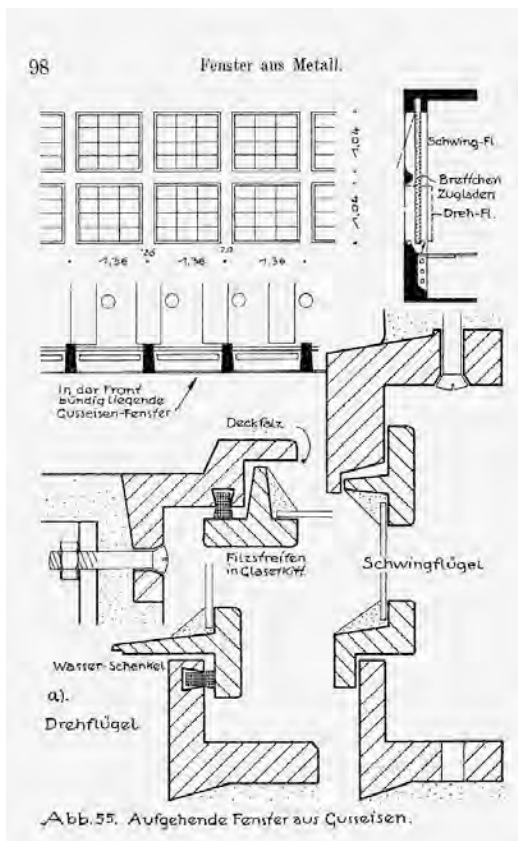 98
Fenster aus Metall.
1,04
1,04
1,36
1,36
1,36
Schwing-Fl.
Brettchen
Zugladen
Dreh-Fl.
In der Front
bündig liegende
Gusseisen-Fenster
Deckfalz
Filzstreifen
in Glaserkitt.
Schwingflügel
Wasser-Schenkel
a).
Drehflügel
Abb. 55. Aufgehende Fenster aus Gusseisen.